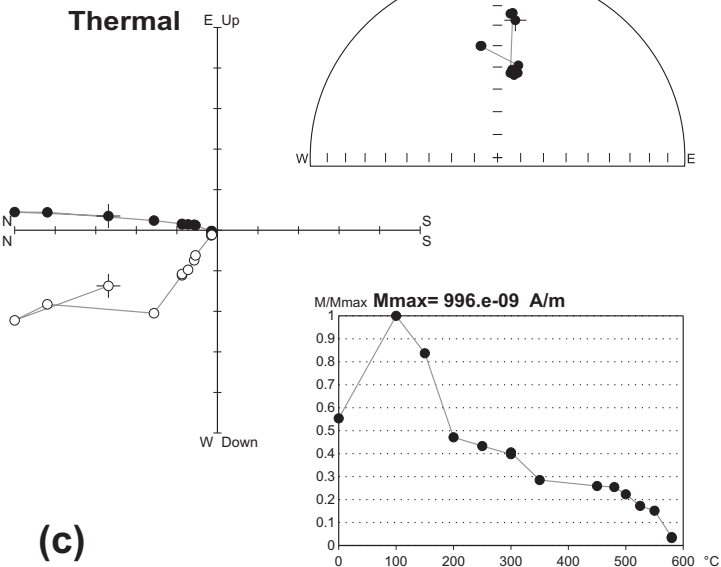 Thermal
E Up
W
E
N
S
N
S
W Down
M/Mmax Mmax= 996.e-09 A/m
1
0.9
0.8
0.7
0.6
0.5
0.4
0.3
0.2
0.1
0
0 100 200 300 400 500 600 °C
(c)